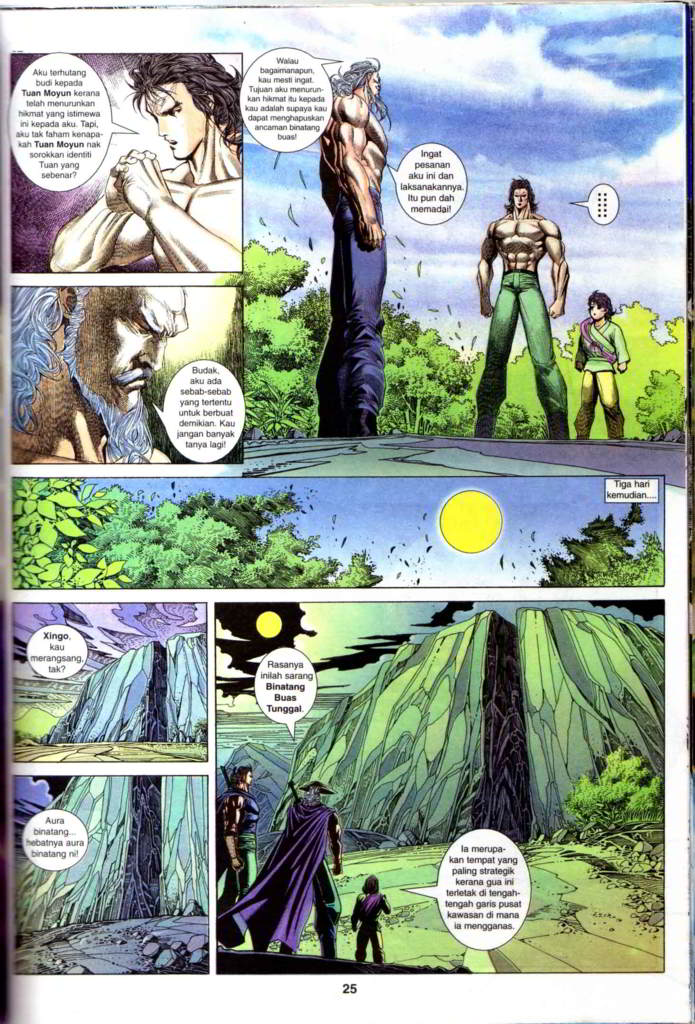 Aku terhutang
budi kepada
Tuan Moyun kerana
telah menurunkan
hikmat yang istimewa
ini kepada aku. Tapi,
aku tak faham kenapa-
kah Tuan Moyun nak
sorokkan identiti
Tuan yang
sebenar?
Walau
bagaimanapun,
kau mesti ingat.
Tujuan aku menurun-
kan hikmat itu kepada
kau adalah supaya kau
dapat menghapuskan
ancaman binatang
buas!
Ingat
pesanan
aku ini dan
laksanakannya.
Itu pun dah
memadai!
Budak,
aku ada
sebab-sebab
yang tertentu
untuk berbuat
demikian. Kau
jangan banyak
tanya lagi!
Tiga hari
kemudian....
Xingo,
kau
merangsang,
tak?
Rasanya
inilah sarang
Binatang
Buas
Tunggal.
Aura
binatang...
hebatnya aura
binatang ni!
Ia merupa-
kan tempat yang
paling strategik
kerana gua ini
terletak di tengah-
tengah garis pusat
kawasan di mana
ia mengganas.
25